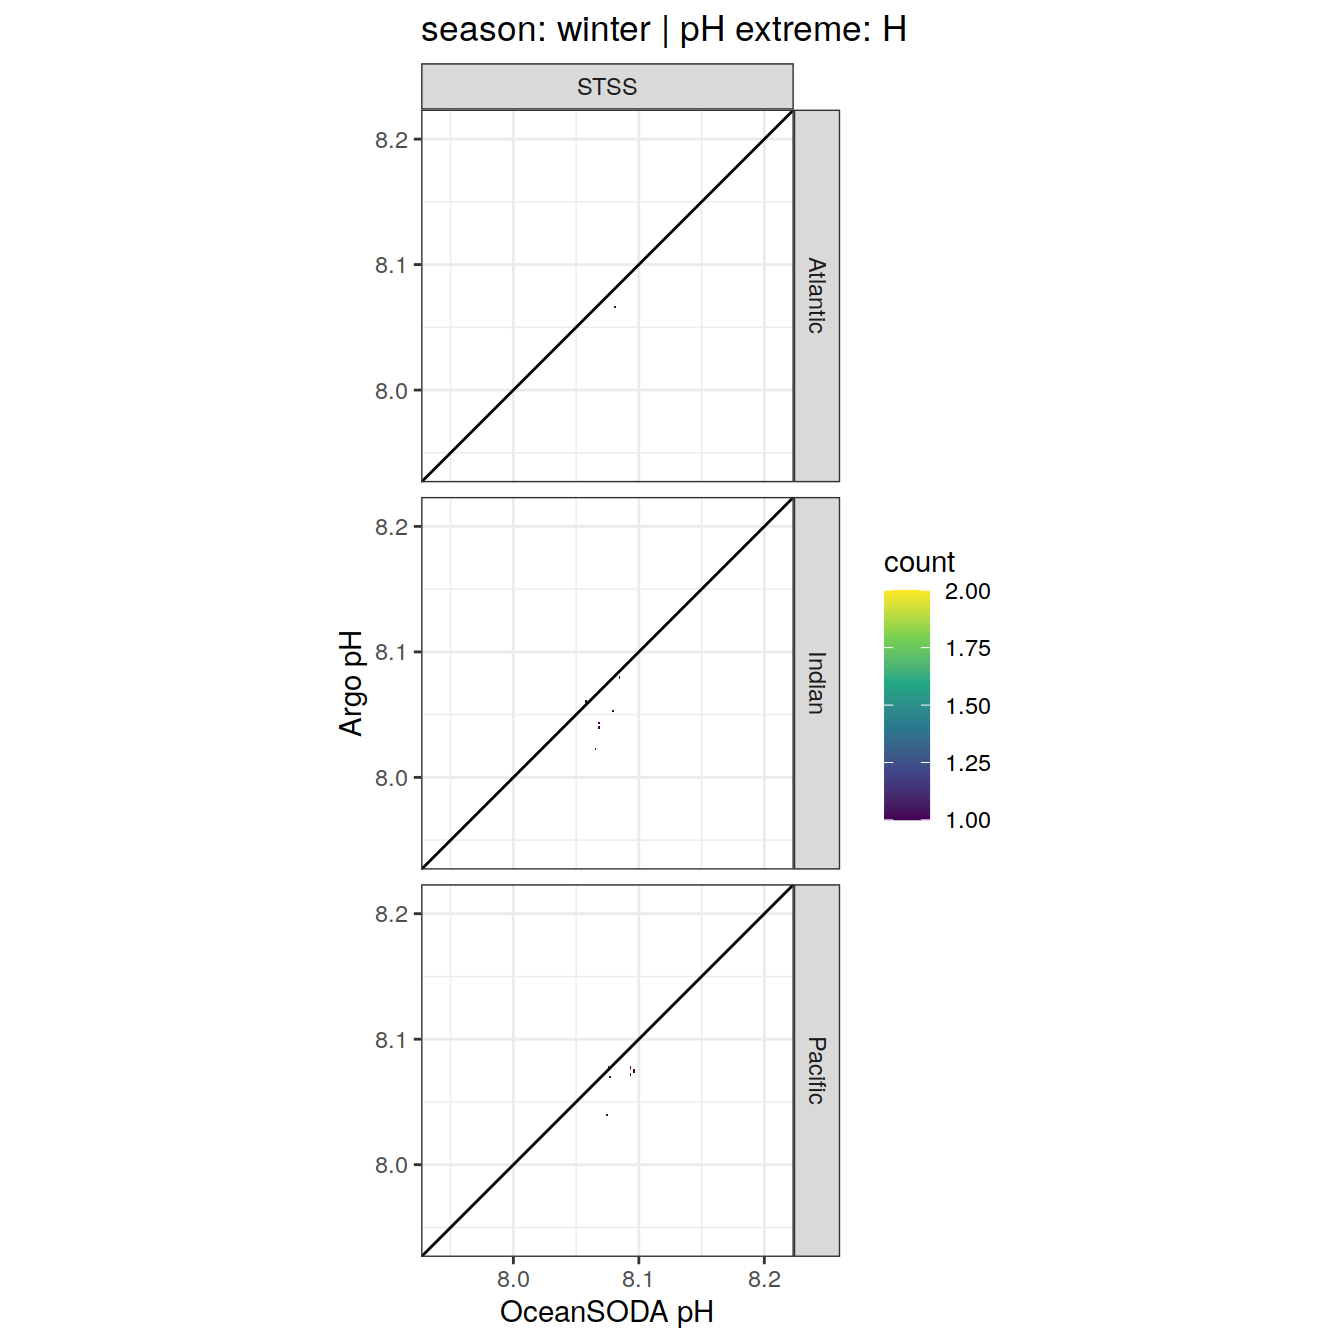 season: winter | pH extreme: H
STSS
8.2
8.1
8.0
Atlantic
8.2
8.1
8.0
Indian
8.2
8.1
8.0
Pacific
8.0 8.1 8.2
OceanSODA pH
Argo pH
count
2.00
1.75
1.50
1.25
1.00